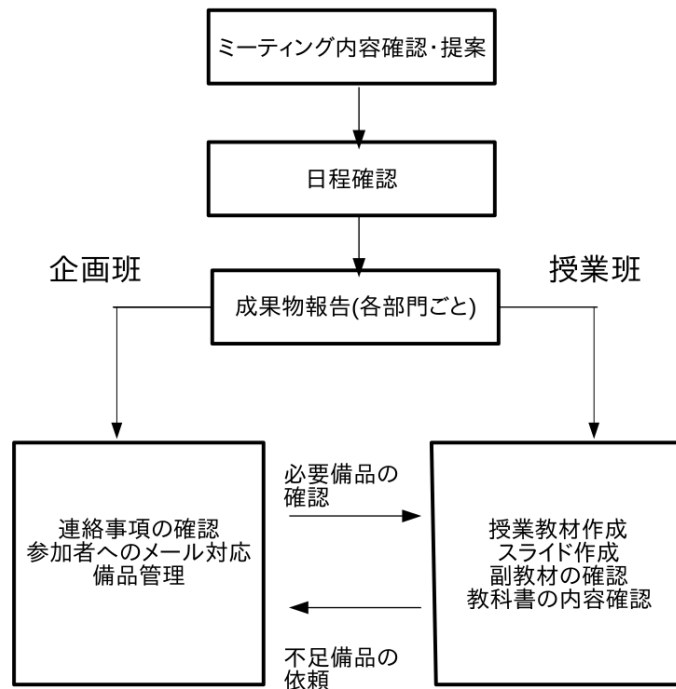 ミーティング内容確認・提案
日程確認
企画班
授業班
成果物報告(各部門ごと)
必要備品の
確認
連絡事項の確認
参加者へのメール対応
備品管理
授業教材作成
スライド作成
副教材の確認
教科書の内容確認
不足備品の
依頼